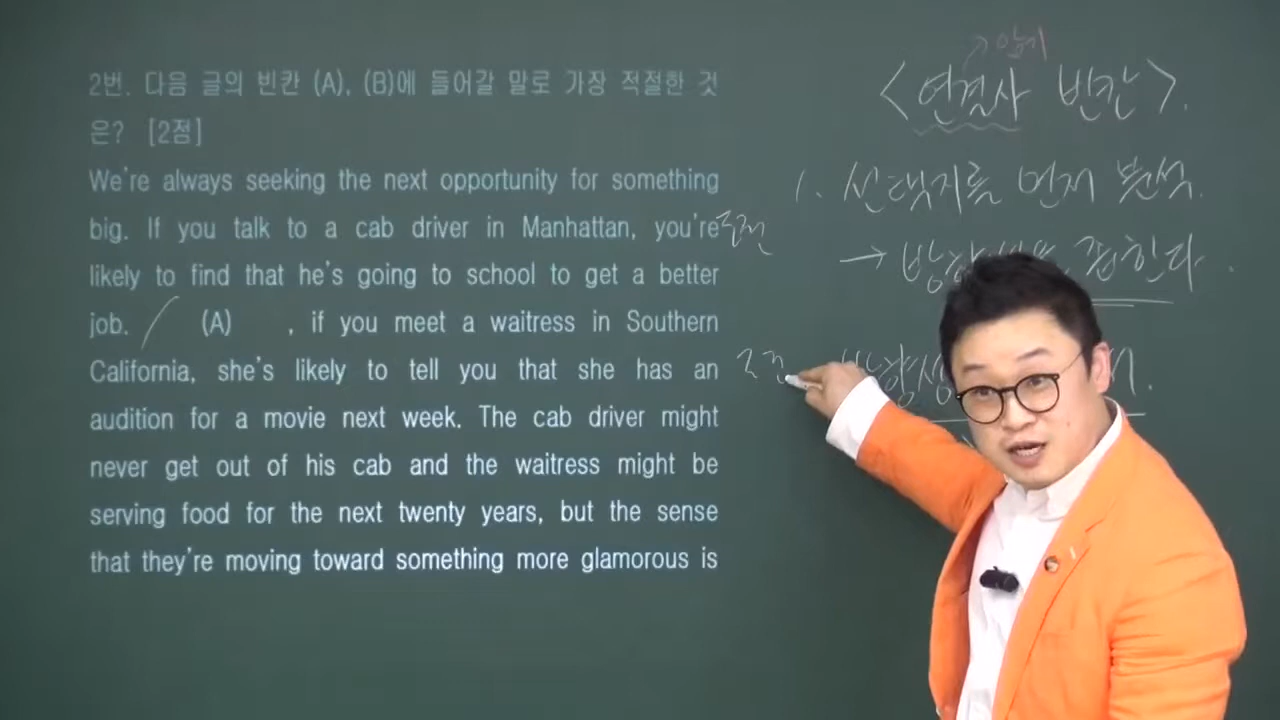 2번. 다음 글의 빈칸 (A), (B)에 들어갈 말로 가장 적절한 것
은? [2점]
We're always seeking the next opportunity for something
big. If you talk to a cab driver in Manhattan, you're
likely to find that he's going to school to get a better
job. (A) , if you meet a waitress in Southern
California, she's likely to tell you that she has an
audition for a movie next week. The cab driver might
never get out of his cab and the waitress might be
serving food for the next twenty years, but the sense
that they're moving toward something more glamorous is
<연결사 빈칸>.
1. 선택지를 먼저 분석.
→